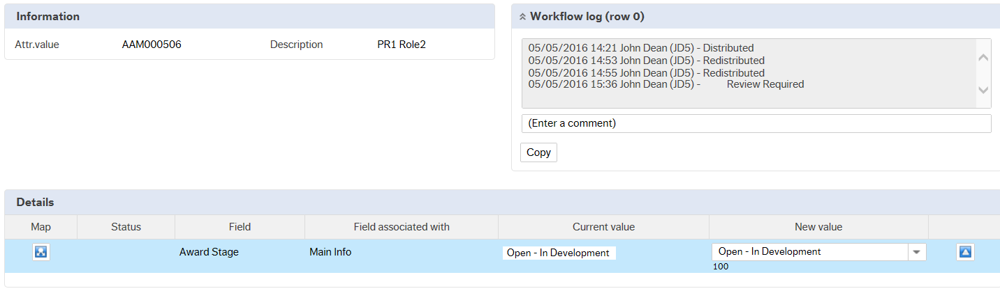 Information
Attr.value AAM000506 Description PR1 Role2
Workflow log (row 0)
05/05/2016 14:21 John Dean (JD5) - Distributed
05/05/2016 14:53 John Dean (JD5) - Redistributed
05/05/2016 14:55 John Dean (JD5) - Redistributed
05/05/2016 15:36 John Dean (JD5) - Review Required
(Enter a comment)
Copy
Details
Map Status Field Field associated with Current value New value
Award Stage Main Info Open - In Development Open - In Development
100